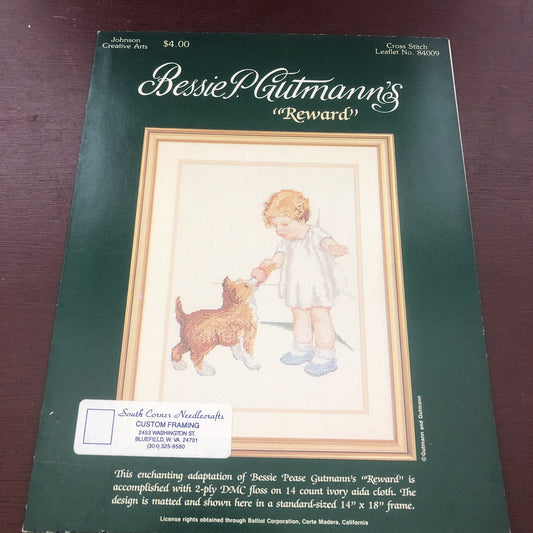 Johnson
Creative Arts
$4.00
Cross Stitch
Leaflet No. 84009
Bessie P. Gutmann's
"Reward"
© Gutmann and Gutmann
South Corner Needlecrafts
CUSTOM FRAMING
2453 WASHINGTON ST.
BLUEFIELD, W. VA. 24701
(304) 325-9560
This enchanting adaptation of Bessie Pease Gutmann's "Reward" is
accomplished with 2-ply DMC floss on 14 count ivory aida cloth. The
design is matted and shown here in a standard-sized 14" x 18" frame.
License rights obtained through Balliol Corporation, Corte Madera, California